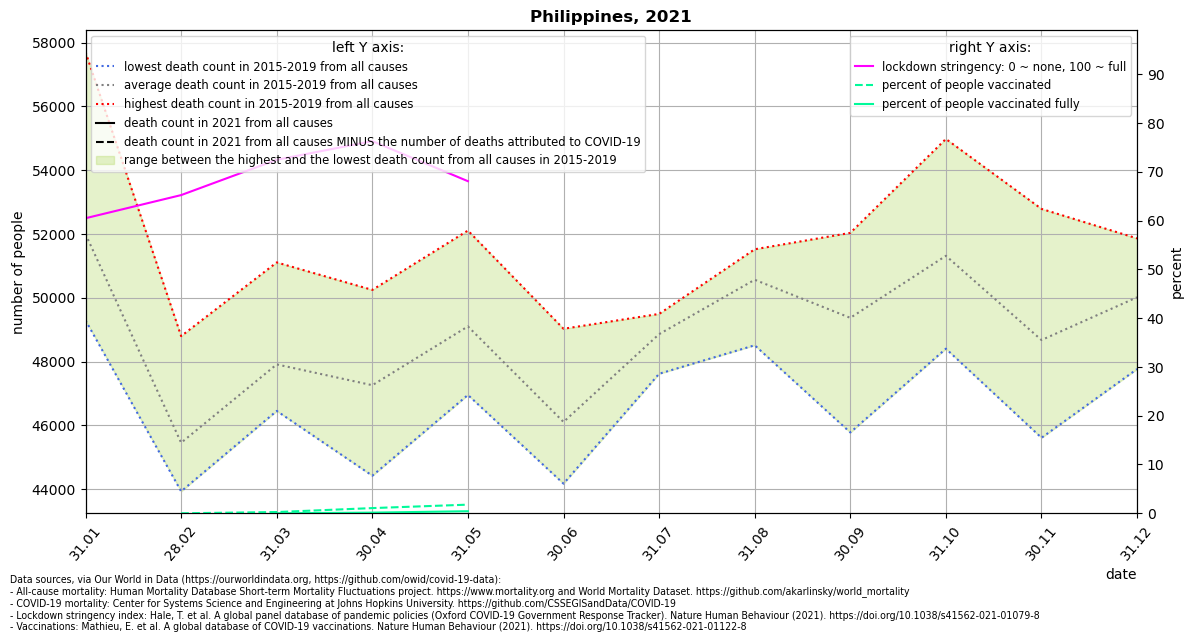 Philippines, 2021
left Y axis:
lowest death count in 2015-2019 from all causes
average death count in 2015-2019 from all causes
highest death count in 2015-2019 from all causes
death count in 2021 from all causes
death count in 2021 from all causes MINUS the number of deaths attributed to COVID-19
range between the highest and the lowest death count from all causes in 2015-2019
right Y axis:
lockdown stringency: 0 ~ none, 100 ~ full
percent of people vaccinated
percent of people vaccinated fully
number of people
58000
56000
54000
52000
50000
48000
46000
44000
percent
90
80
70
60
50
40
30
20
10
0
31.01
28.02
31.03
30.04
31.05
30.06
31.07
31.08
30.09
31.10
30.11
31.12
date
Data sources, via Our World in Data (https://ourworldindata.org, https://github.com/owid/covid-19-data):
- All-cause mortality: Human Mortality Database Short-term Mortality Fluctuations project. https://www.mortality.org and World Mortality Dataset. https://github.com/akarlinsky/world_mortality
- COVID-19 mortality: Center for Systems Science and Engineering at Johns Hopkins University. https://github.com/CSSEGISandData/COVID-19
- Lockdown stringency index: Hale, T. et al. A global panel database of pandemic policies (Oxford COVID-19 Government Response Tracker). Nature Human Behaviour (2021). https://doi.org/10.1038/s41562-021-01079-8
- Vaccinations: Mathieu, E. et al. A global database of COVID-19 vaccinations. Nature Human Behaviour (2021). https://doi.org/10.1038/s41562-021-01122-8